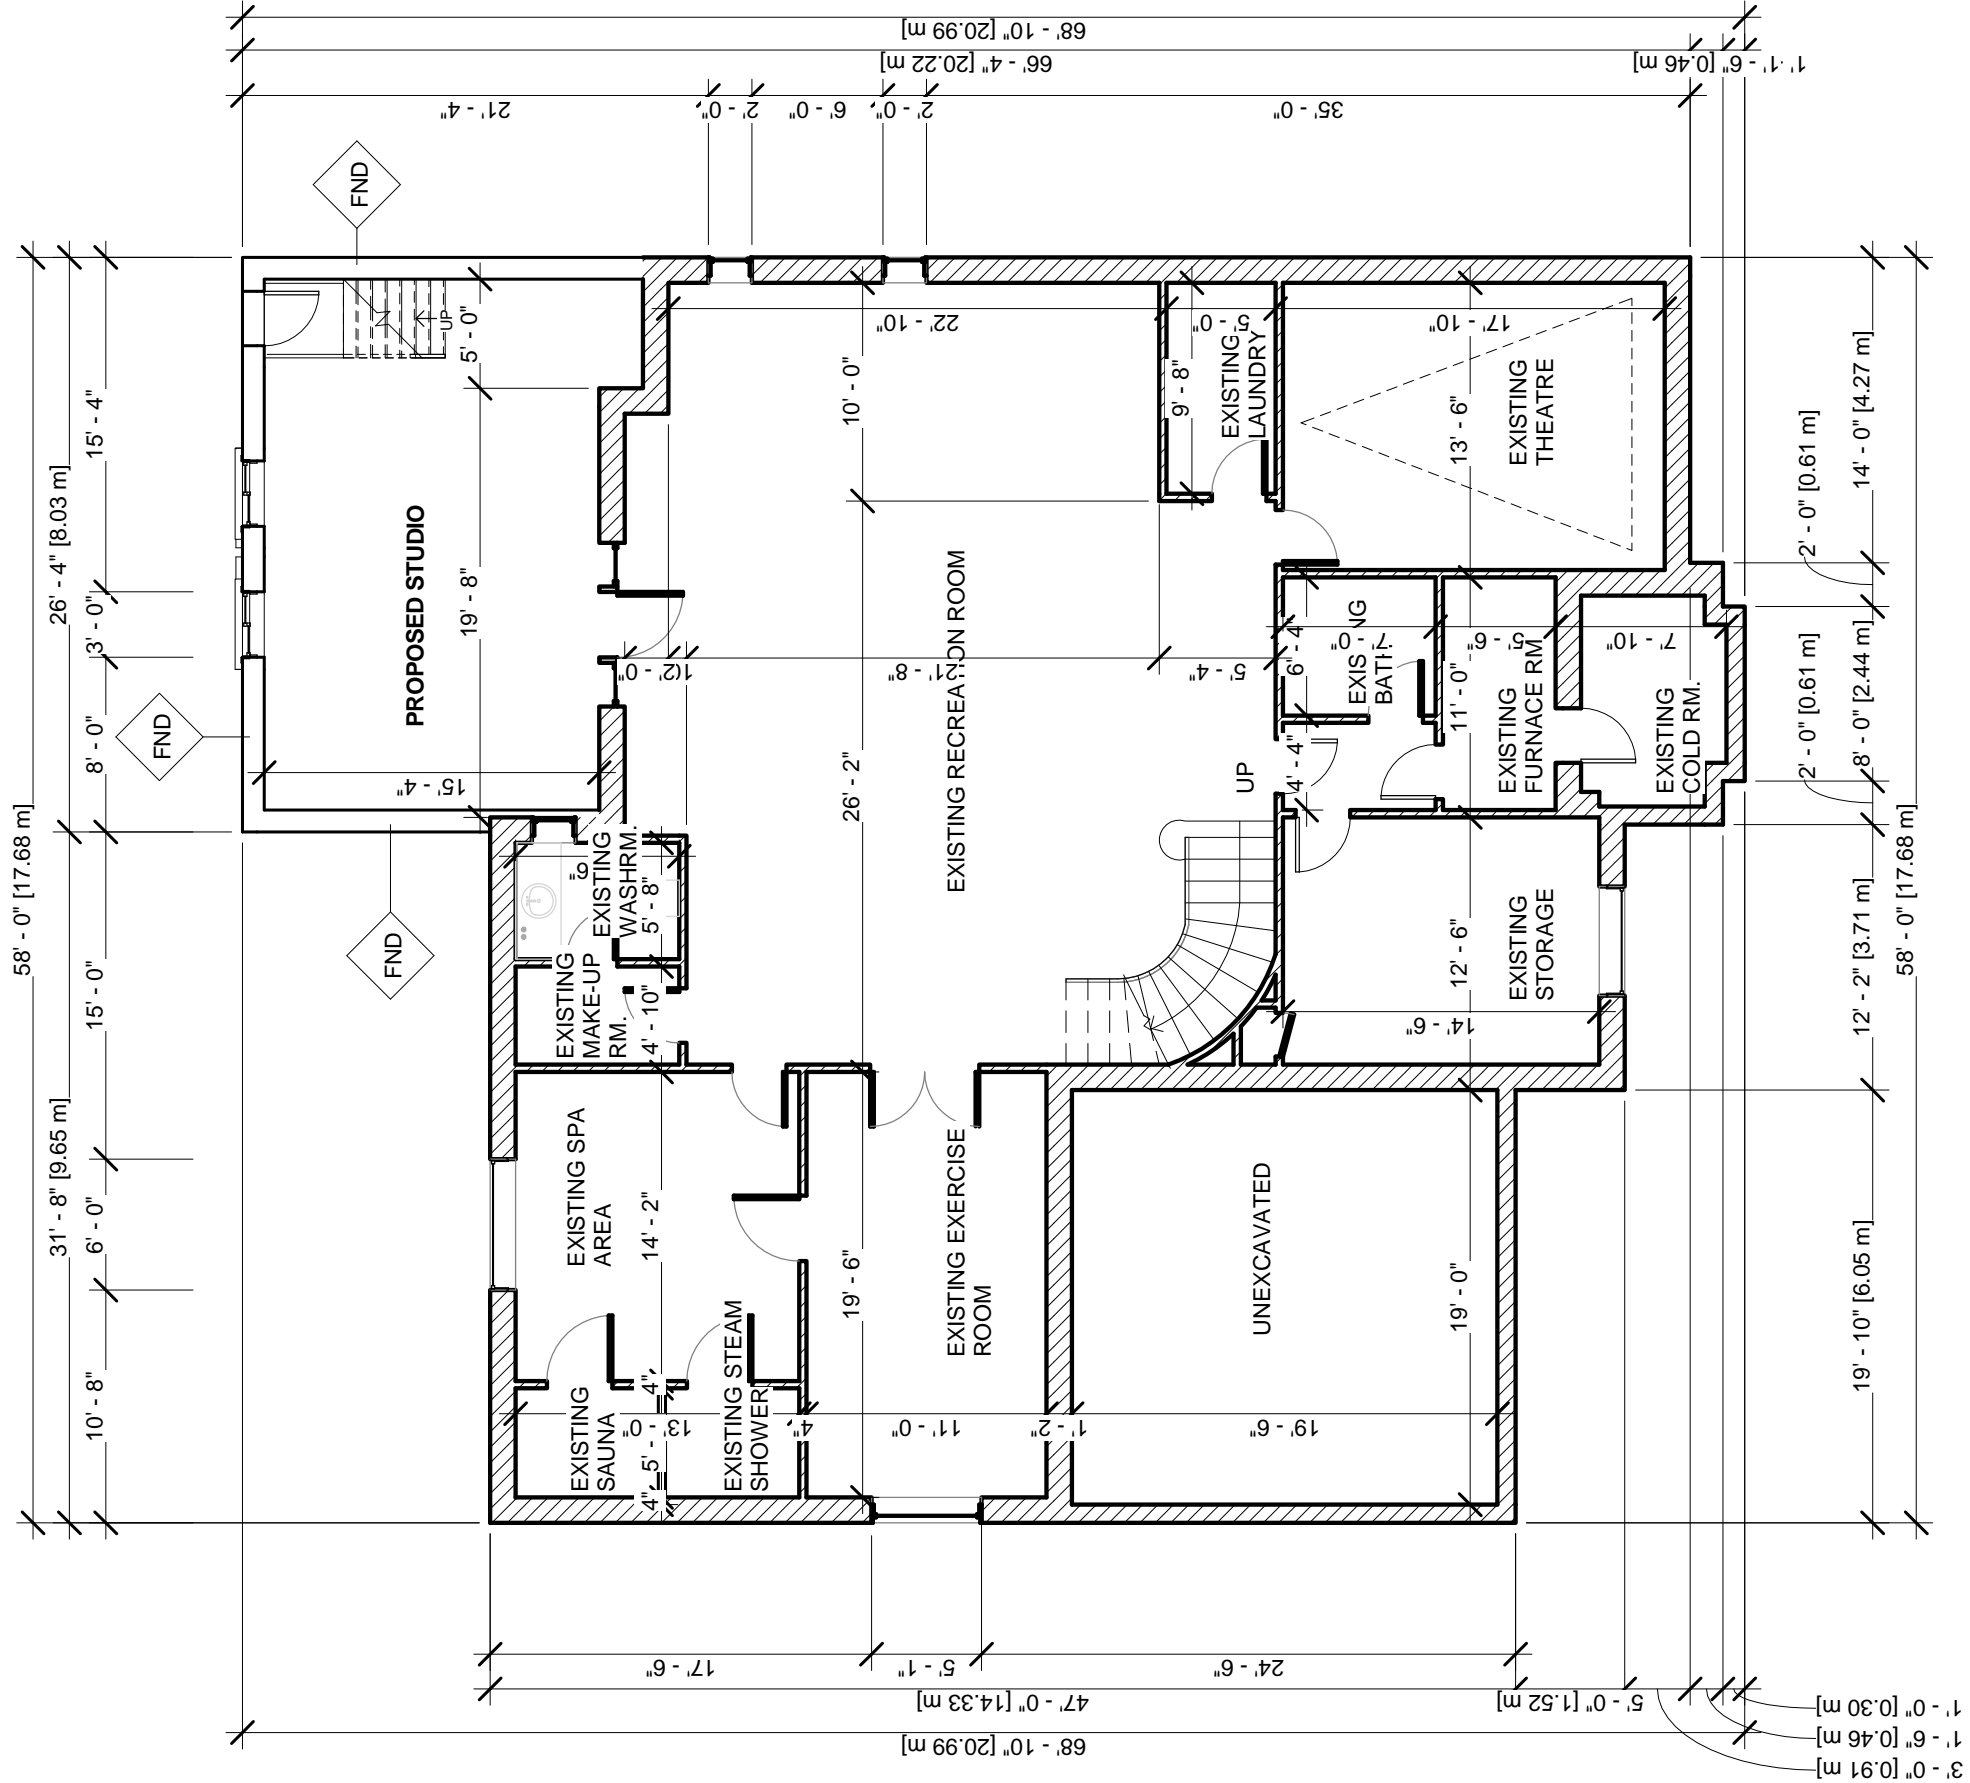 68' - 10" [20.99 m]
66' - 4" [20.22 m]
1' - 6" [0.46 m]
21' - 4"
2' - 0"
6' - 0"
2' - 0"
35' - 0"
FND
FND
FND
58' - 0" [17.68 m]
26' - 4" [8.03 m]
31' - 8" [9.65 m]
15' - 4"
3' - 0"
8' - 0"
15' - 0"
6' - 0"
10' - 8"
UP
5' - 0"
PROPOSED STUDIO
19' - 8"
15' - 4"
22' - 10"
10' - 0"
5' - 0"
9' - 8"
EXISTING
LAUNDRY
17' - 10"
13' - 6"
EXISTING
THEATRE
EXISTING RECREATION ROOM
21' - 8"
5' - 4"
26' - 2"
6' - 4"
7' - 0"
BATH
5' - 6"
11' - 0"
EXISTING
FURNACE RM
7' - 10"
EXISTING
COLD RM.
UP
4' - 4"
EXISTING
WASHRM.
5' - 8"
EXISTING
MAKE-UP
RM.
4' - 10"
12' - 6"
14' - 6"
EXISTING
STORAGE
EXISTING SPA
AREA
14' - 2"
EXISTING
SAUNA
13' - 0"
4"
5' - 4"
4"
EXISTING STEAM
SHOWER
19' - 6"
11' - 0"
EXISTING EXERCISE
ROOM
1' - 2"
UNEXCAVATED
19' - 0"
19' - 6"
2' - 0" [0.61 m]
14' - 0" [4.27 m]
2' - 0" [0.61 m]
8' - 0" [2.44 m]
12' - 2" [3.71 m]
19' - 10" [6.05 m]
58' - 0" [17.68 m]
17' - 6"
5' - 1"
24' - 6"
47' - 0" [14.33 m]
5' - 0" [1.52 m]
68' - 10" [20.99 m]
1' - 0" [0.30 m]
1' - 6" [0.46 m]
3' - 0" [0.91 m]